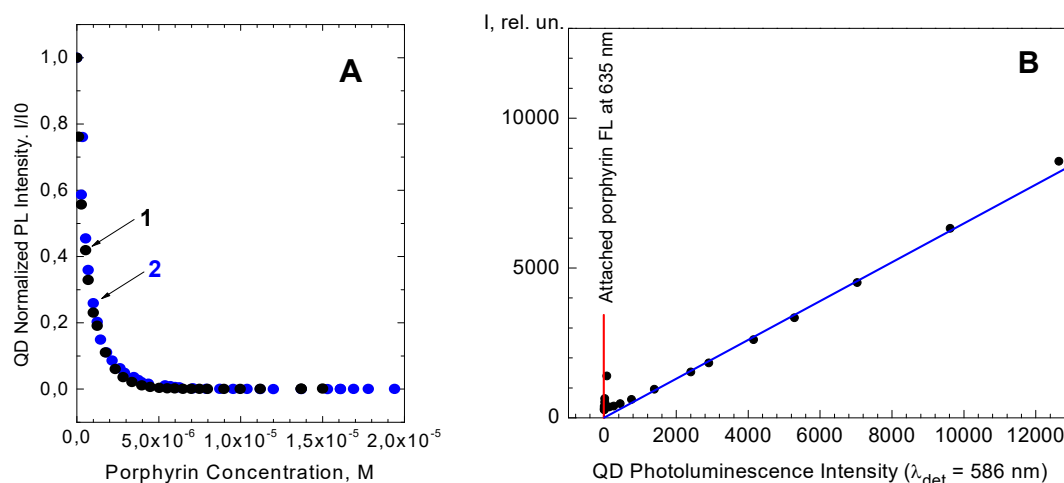 A
QD Normalized PL Intensity. I/I0
1,0
0,8
0,6
0,4
0,2
0,0
1
2
0,0
5,0x10⁻⁶
1,0x10⁻⁵
1,5x10⁻⁵
2,0x10⁻⁵
Porphyrin Concentration, M
I, rel. un.
B
10000
5000
0
Attached porphyrin FL at 635 nm
0
2000
4000
6000
8000
10000
12000
QD Photoluminescence Intensity (λdet = 586 nm)